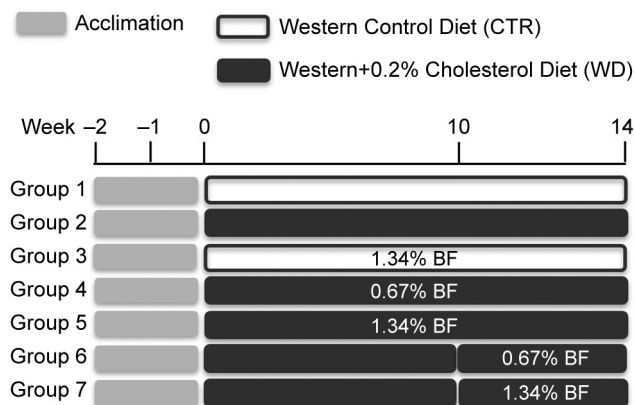 Acclimation
Western Control Diet (CTR)
Western+0.2% Cholesterol Diet (WD)
Week –2 –1 0 10 14
Group 1
Group 2
Group 3 1.34% BF
Group 4 0.67% BF
Group 5 1.34% BF
Group 6 0.67% BF
Group 7 1.34% BF